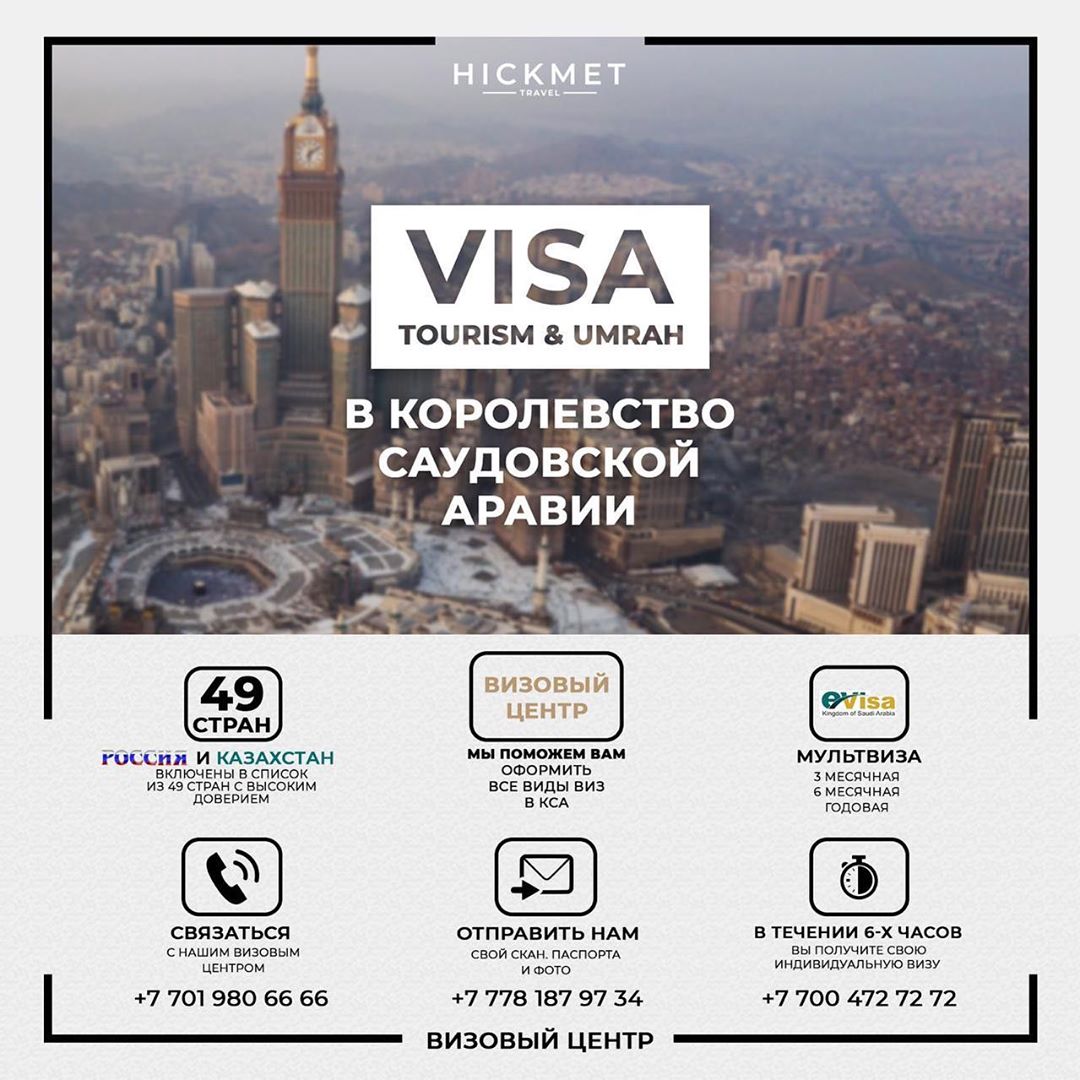 HICKMET
TRAVEL
VISA
TOURISM & UMRAH
В КОРОЛЕВСТВО
САУДОВСКОЙ
АРАВИИ
49
СТРАН
РОССИЯ И КАЗАХСТАН
ВКЛЮЧЕНЫ В СПИСОК
ИЗ 49 СТРАН С ВЫСОКИМ
ДОВЕРИЕМ
ВИЗОВЫЙ
ЦЕНТР
МЫ ПОМОЖЕМ ВАМ
ОФОРМИТЬ
ВСЕ ВИДЫ ВИЗ
В КСА
eVisa
Kingdom of Saudi Arabia
МУЛЬТВИЗА
3 МЕСЯЧНАЯ
6 МЕСЯЧНАЯ
ГОДОВАЯ
СВЯЗАТЬСЯ
С НАШИМ ВИЗОВЫМ
ЦЕНТРОМ
+7 701 980 66 66
ОТПРАВИТЬ НАМ
СВОЙ СКАН. ПАСПОРТА
И ФОТО
+7 778 187 97 34
В ТЕЧЕНИИ 6-Х ЧАСОВ
ВЫ ПОЛУЧИТЕ СВОЮ
ИНДИВИДУАЛЬНУЮ ВИЗУ
+7 700 472 72 72
ВИЗОВЫЙ ЦЕНТР